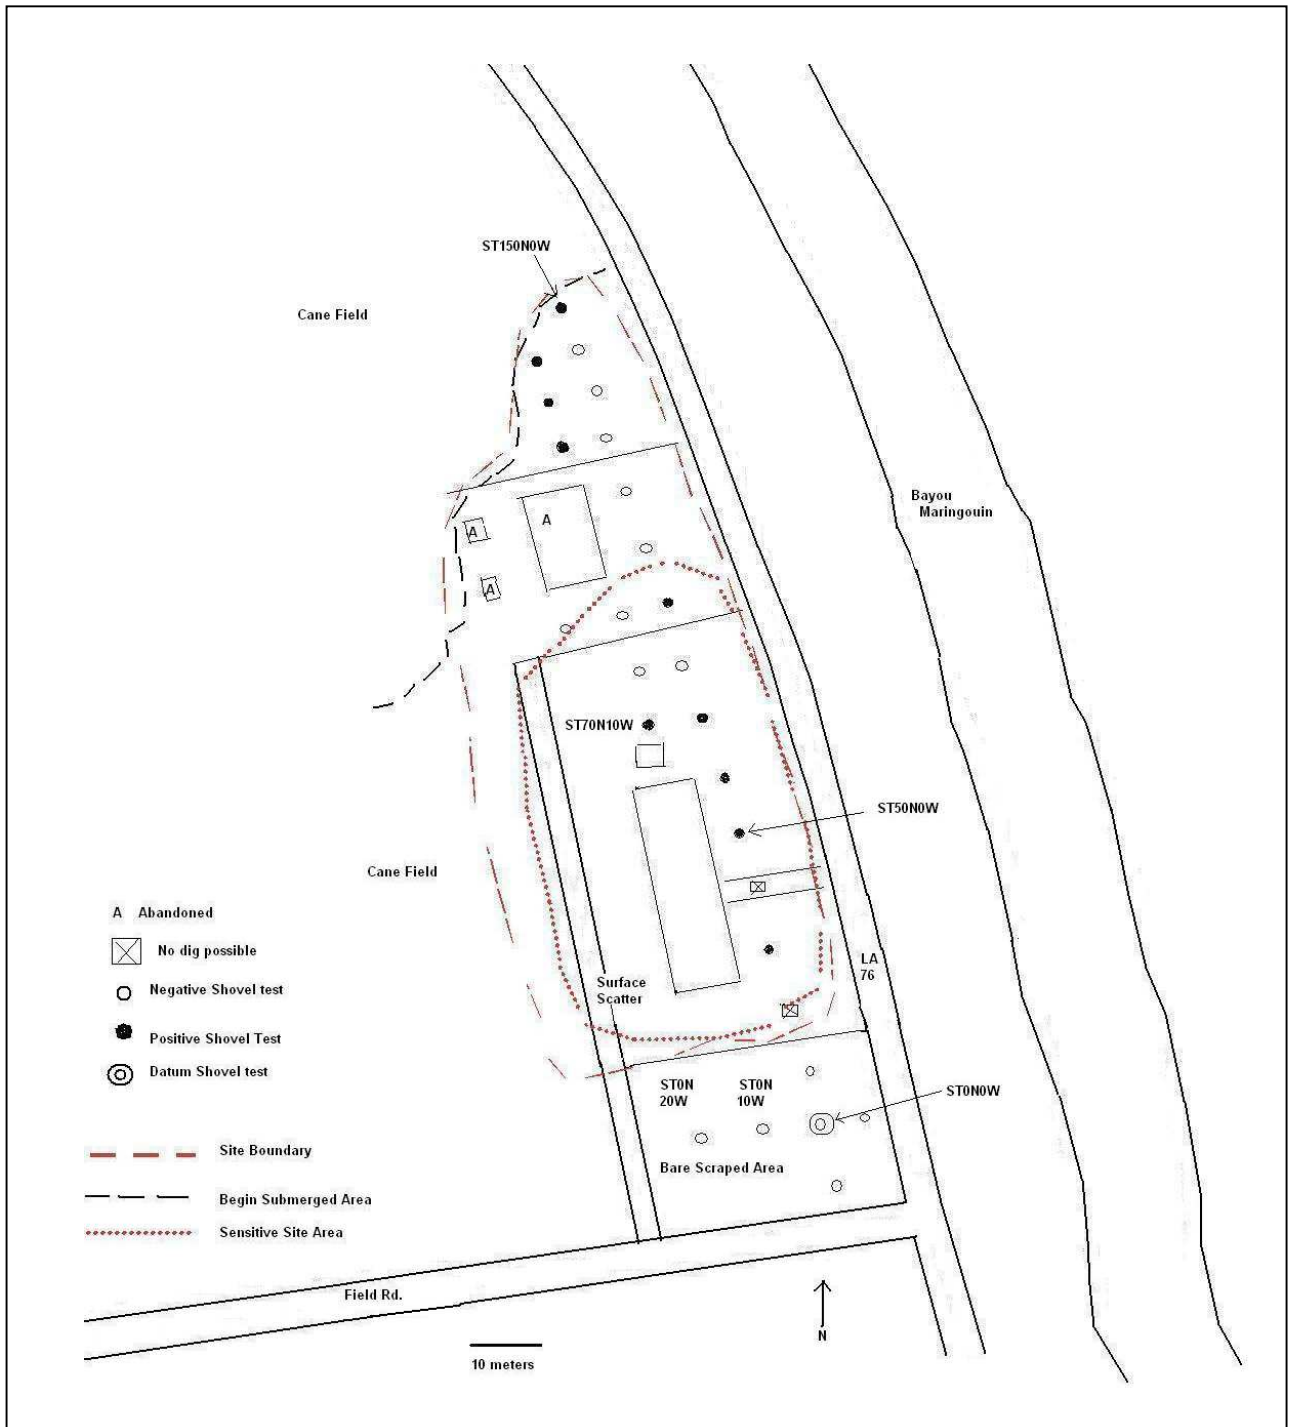 ST150N0W
Cane Field
Bayou
Maringouin
A
A
A
ST70N10W
ST50N0W
Cane Field
A Abandoned
No dig possible
Negative Shovel test
Positive Shovel Test
Datum Shovel test
Surface
Scatter
LA
76
ST0N
20W
ST0N
10W
ST0N0W
Bare Scraped Area
Site Boundary
Begin Submerged Area
Sensitive Site Area
Field Rd.
N
10 meters